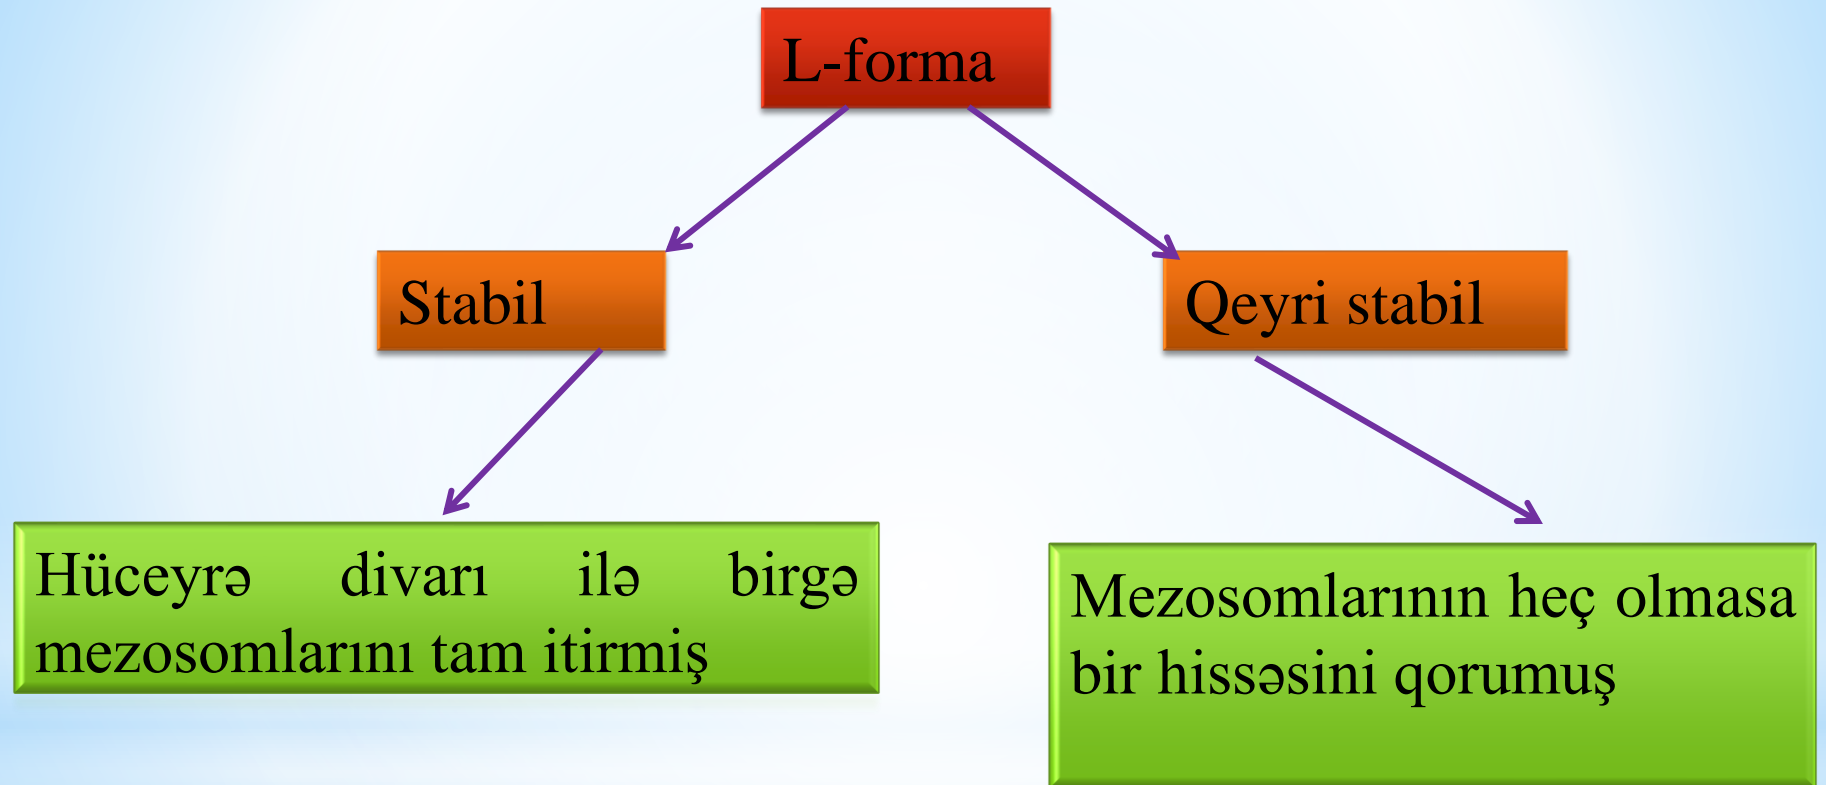 L-forma
Stabil
Qeyri stabil
Hüceyrə divarı ilə birgə
mezosomlarını tam itirmiş
Mezosomlarının heç olmasa
bir hissəsini qorumuş